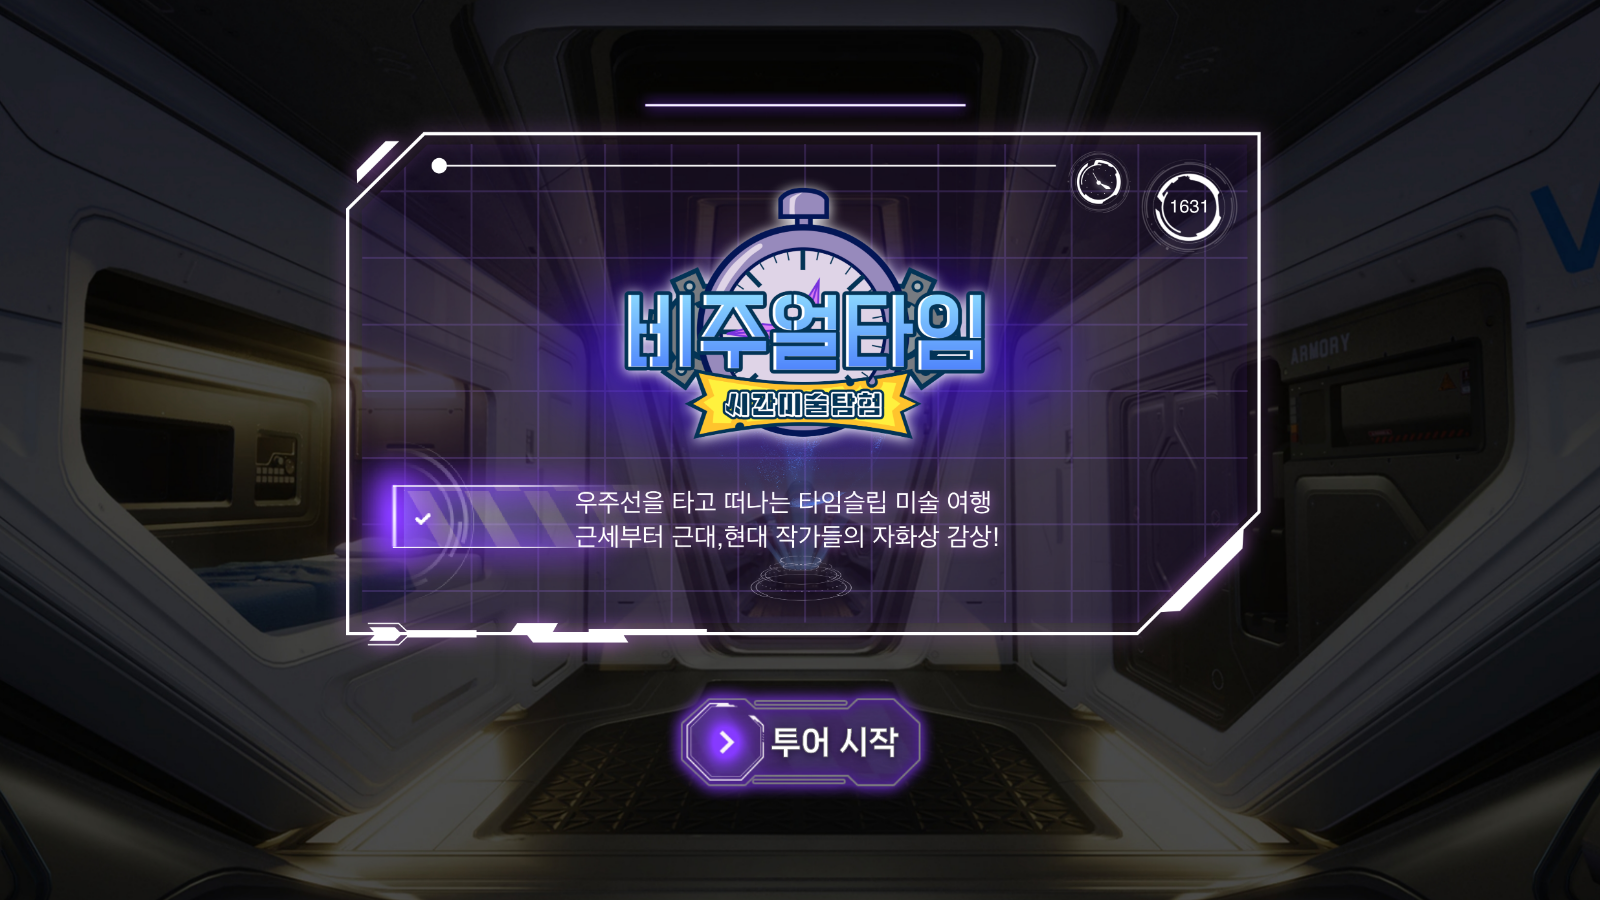 1631
비주얼타임
시간미술탐험
ARMORY
우주선을 타고 떠나는 타임슬립 미술 여행
근세부터 근대,현대 작가들의 자화상 감상!
투어 시작